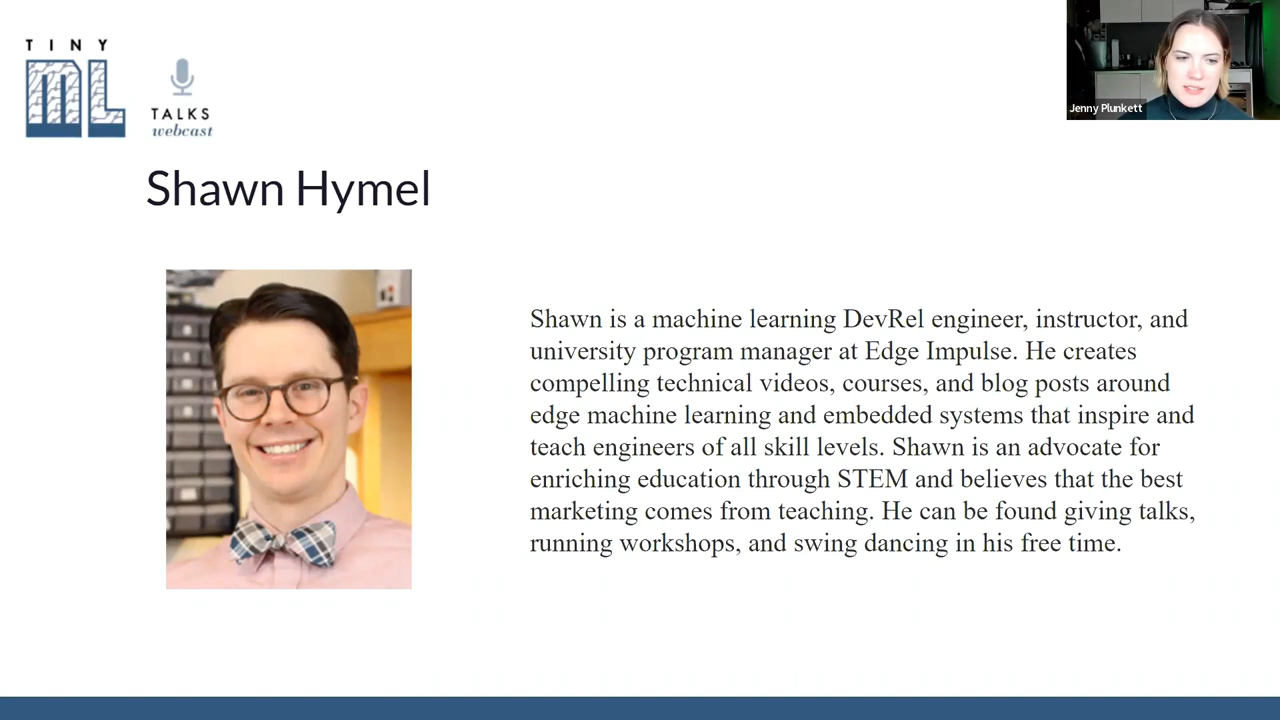 TINY
ML
TALKS
webcast
Jenny Plunkett
Shawn Hymel
Shawn is a machine learning DevRel engineer, instructor, and
university program manager at Edge Impulse. He creates
compelling technical videos, courses, and blog posts around
edge machine learning and embedded systems that inspire and
teach engineers of all skill levels. Shawn is an advocate for
enriching education through STEM and believes that the best
marketing comes from teaching. He can be found giving talks,
running workshops, and swing dancing in his free time.